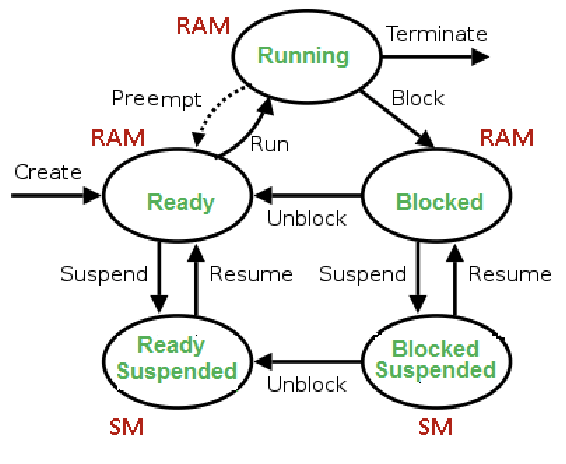 RAM
Running
Terminate
Preempt
Block
RAM
Run
RAM
Create
Ready
Unblock
Blocked
Suspend
Resume
Suspend
Resume
Ready
Suspended
Unblock
Blocked
Suspended
SM
SM